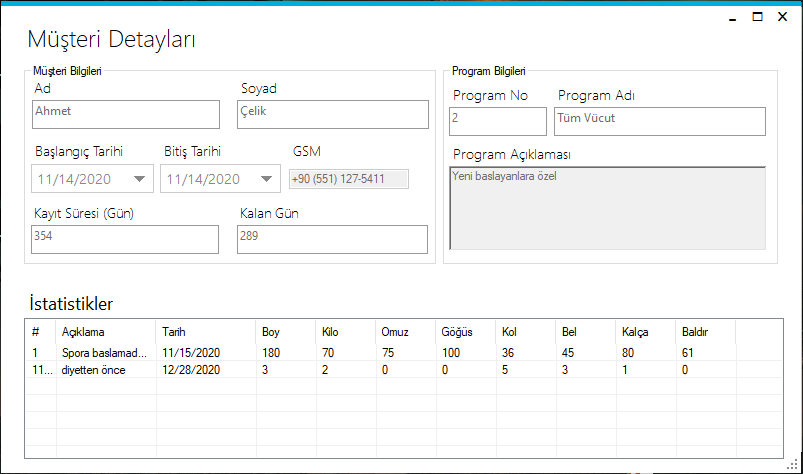 Müşteri Detayları
Müşteri Bilgileri
Ad Soyad
Ahmet Çelik
Başlangıç Tarihi Bitiş Tarihi GSM
11/14/2020 11/14/2020 +90 (551) 127-5411
Kayıt Süresi (Gün) Kalan Gün
354 289
Program Bilgileri
Program No Program Adı
2 Tüm Vücut
Program Açıklaması
Yeni baslayanlara özel
İstatistikler
# Açıklama Tarih Boy Kilo Omuz Göğüs Kol Bel Kalça Baldır
1 Spora baslamad... 11/15/2020 180 70 75 100 36 45 80 61
11... diyetten önce 12/28/2020 3 2 0 0 5 3 1 0